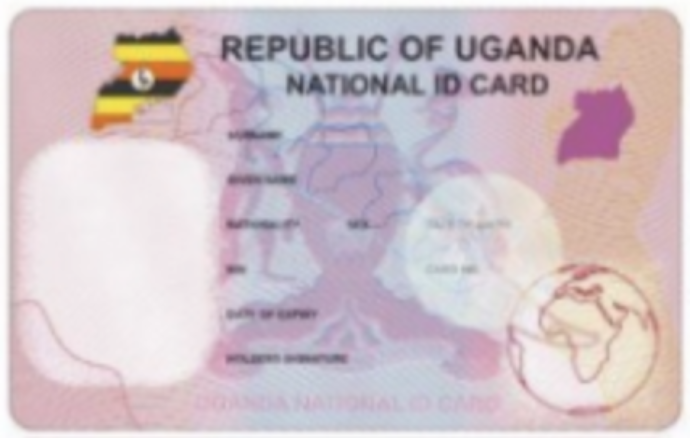 REPUBLIC OF UGANDA
NATIONAL ID CARD
SURNAME
GIVEN NAME
NATIONALITY SEX DATE OF BIRTH
NIN CARD NO.
DATE OF EXPIRY
HOLDER'S SIGNATURE
UGANDA NATIONAL ID CARD